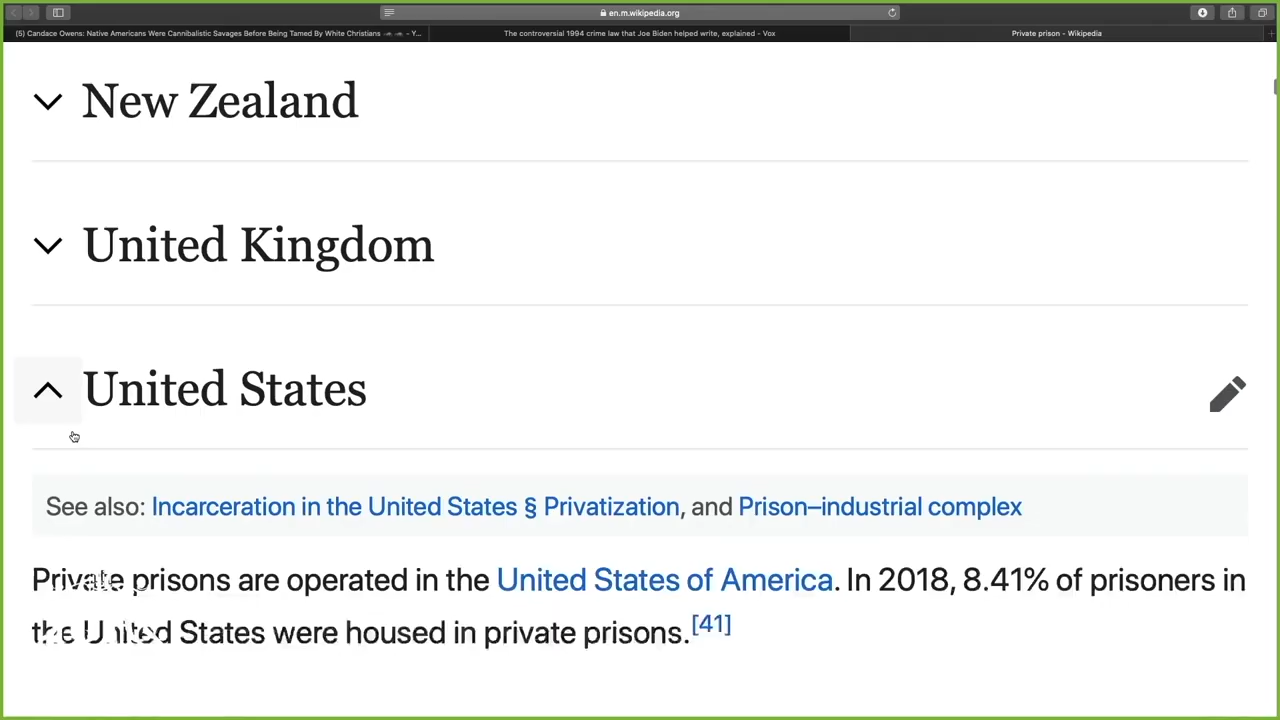 en.m.wikipedia.org
(5) Candace Owens: Native Americans Were Cannibalistic Savages Before Being Tamed By White Christians - Y...
The controversial 1994 crime law that Joe Biden helped write, explained - Vox
Private prison - Wikipedia
New Zealand
United Kingdom
United States
See also: Incarceration in the United States § Privatization, and Prison–industrial complex
Private prisons are operated in the United States of America. In 2018, 8.41% of prisoners in
the United States were housed in private prisons.[41]